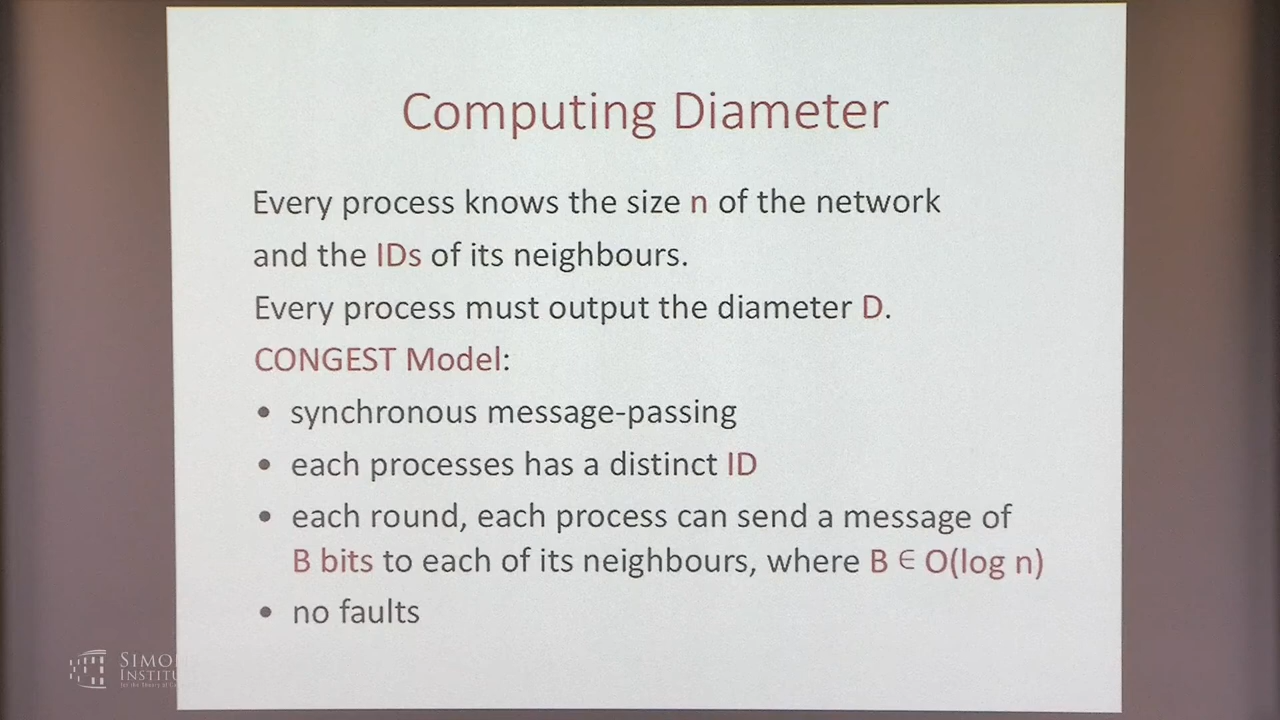 Computing Diameter
Every process knows the size n of the network
and the IDs of its neighbours.
Every process must output the diameter D.
CONGEST Model:
• synchronous message-passing
• each processes has a distinct ID
• each round, each process can send a message of
B bits to each of its neighbours, where B ∈ O(log n)
• no faults